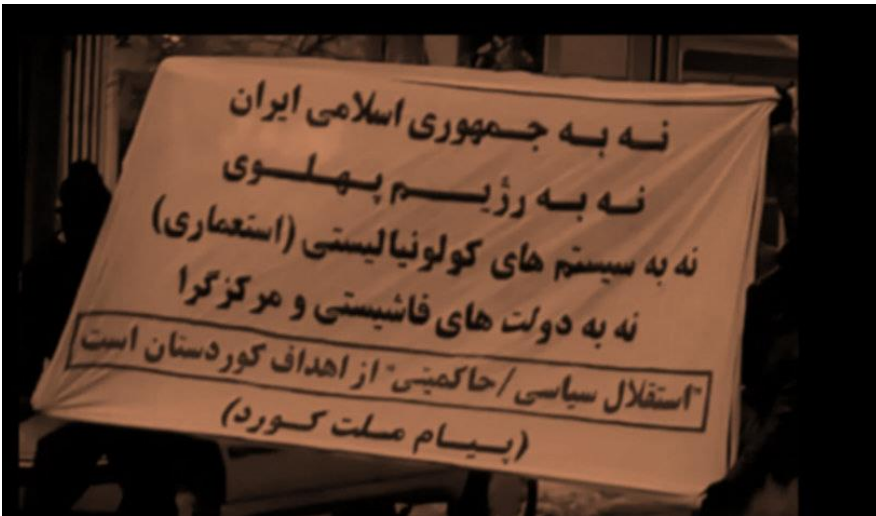 نه به جمهوری اسلامی ایران
نه به رژیم پهلوی
نه به سیستم های کولونیالیستی (استعماری)
نه به دولت های فاشیستی و مرکزگرا
"استقلال سیاسی/حاکمیتی" از اهداف کوردستان است
(پیام ملت کورد)